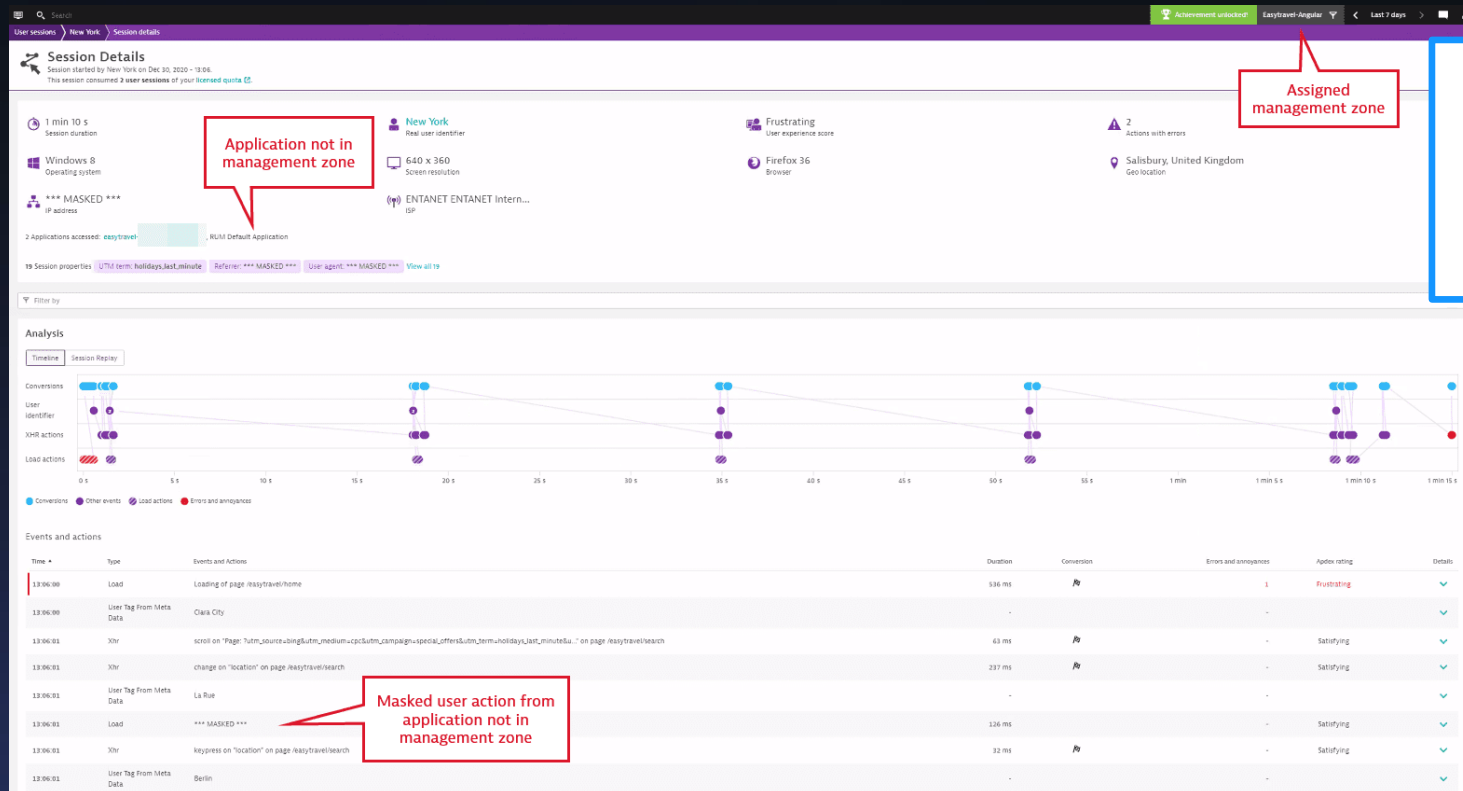 Search
Achievement unlocked!
Easytravel-Angular
Last 7 days
User sessions
New York
Session details
Session Details
Session started by New York on Dec 30, 2020 - 13:06.
This session consumed 2 user sessions of your licensed quota
Assigned
management zone
1 min 10 s
Session duration
New York
Real user identifier
Frustrating
User experience score
2
Actions with errors
Application not in
management zone
Windows 8
Operating system
640 x 360
Screen resolution
Firefox 36
Browser
Salisbury, United Kingdom
Geo location
*** MASKED ***
IP address
ENTANET ENTANET Intern...
ISP
2 Applications accessed: easytravel- , RUM Default Application
19 Session properties UTM term: holidays,last_minute Referrer: *** MASKED *** User agent: *** MASKED *** View all 19
Filter by
Analysis
Timeline Session Replay
Conversions
User
identifier
2 2
XHR actions
Load actions
0 s 5 s 10 s 15 s 20 s 25 s 30 s 35 s 40 s 45 s 50 s 55 s 1 min 1 min 5 s 1 min 10 s 1 min 15 s
Conversions Other events Load actions Errors and annoyances
Events and actions
Time Type Events and Actions Duration Conversion Errors and annoyances Apdex rating Details
13:06:00 Load Loading of page /easytravel/home 536 ms 1 Frustrating
13:06:00 User Tag From Meta Data Clara City - -
13:06:01 Xhr scroll on "Page: ?utm_source=bing&utm_medium=cpc&utm_campaign=special_offers&utm_term=holidays,last_minute&u..." on page /easytravel/search 63 ms - Satisfying
13:06:01 Xhr change on "location" on page /easytravel/search 237 ms - Satisfying
13:06:01 User Tag From Meta Data La Rue - -
Masked user action from
application not in
management zone
13:06:01 Load *** MASKED *** 126 ms - Satisfying
13:06:01 Xhr keypress on "location" on page /easytravel/search 32 ms - Satisfying
13:06:01 User Tag From Meta Data Berlin - -